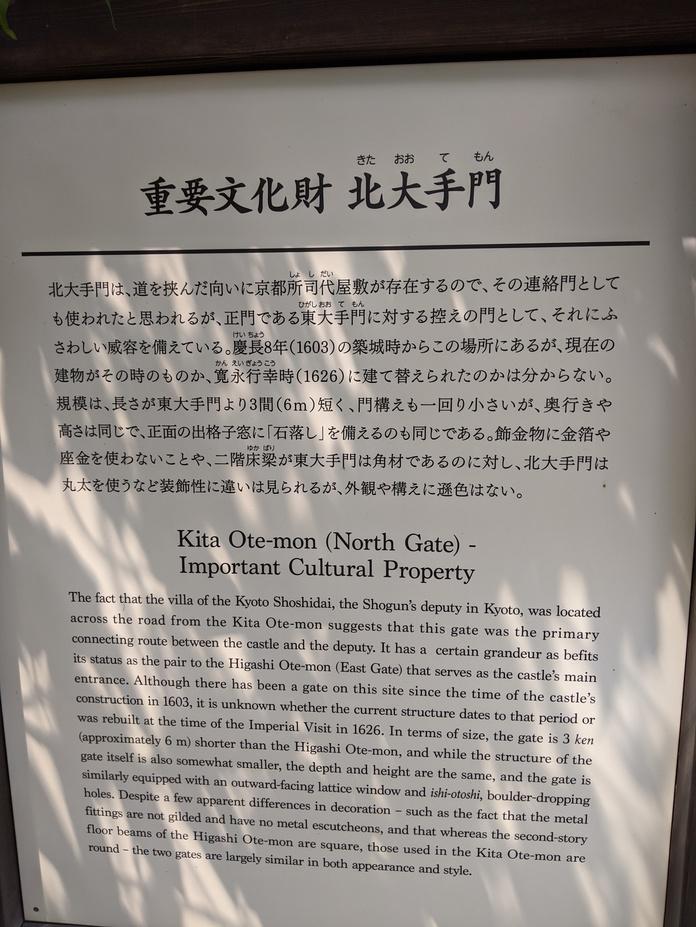 きた おお て もん
重要文化財 北大手門
しょ し だい
北大手門は、道を挟んだ向いに京都所司代屋敷が存在するので、その連絡門として
ひがし おお て もん
も使われたと思われるが、正門である東大手門に対する控えの門として、それにふ
けい ちょう
さわしい威容を備えている。慶長8年(1603)の築城時からこの場所にあるが、現在の
かん えい ぎょう こう
建物がその時のものか、寛永行幸時(1626)に建て替えられたのかは分からない。
規模は、長さが東大手門より3間(6m)短く、門構えも一回り小さいが、奥行きや
高さは同じで、正面の出格子窓に「石落し」を備えるのも同じである。飾金物に金箔や
ゆか ばり
座金を使わないことや、二階床梁が東大手門は角材であるのに対し、北大手門は
丸太を使うなど装飾性に違いは見られるが、外観や構えに遜色はない。
Kita Ote-mon (North Gate) -
Important Cultural Property
The fact that the villa of the Kyoto Shoshidai, the Shogun's deputy in Kyoto, was located
across the road from the Kita Ote-mon suggests that this gate was the primary
connecting route between the castle and the deputy. It has a certain grandeur as befits
its status as the pair to the Higashi Ote-mon (East Gate) that serves as the castle's main
entrance. Although there has been a gate on this site since the time of the castle's
construction in 1603, it is unknown whether the current structure dates to that period or
was rebuilt at the time of the Imperial Visit in 1626. In terms of size, the gate is 3 ken
(approximately 6 m) shorter than the Higashi Ote-mon, and while the structure of the
gate itself is also somewhat smaller, the depth and height are the same, and the gate is
similarly equipped with an outward-facing lattice window and ishi-otoshi, boulder-dropping
holes. Despite a few apparent differences in decoration – such as the fact that the metal
fittings are not gilded and have no metal escutcheons, and that whereas the second-story
floor beams of the Higashi Ote-mon are square, those used in the Kita Ote-mon are
round – the two gates are largely similar in both appearance and style.